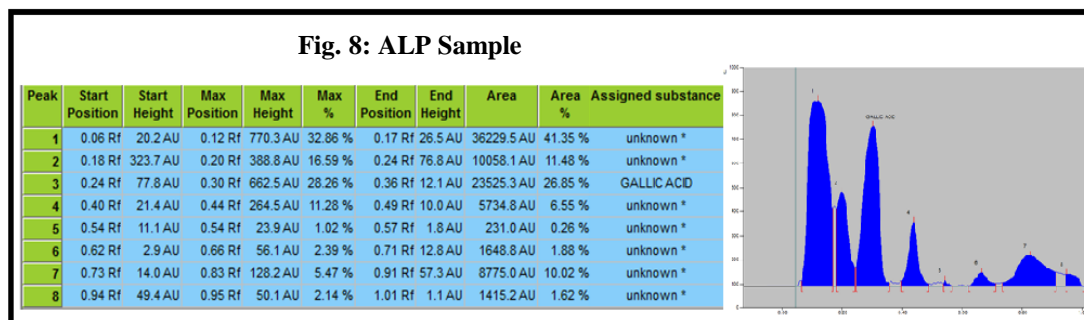 Fig. 8: ALP Sample
Peak Start Position Start Height Max Position Max Height Max % End Position End Height Area Area % Assigned substance
1 0.06 Rf 20.2 AU 0.12 Rf 770.3 AU 32.86 % 0.17 Rf 26.5 AU 36229.5 AU 41.35 % unknown *
2 0.18 Rf 323.7 AU 0.20 Rf 388.8 AU 16.59 % 0.24 Rf 76.8 AU 10058.1 AU 11.48 % unknown *
3 0.24 Rf 77.8 AU 0.30 Rf 662.5 AU 28.26 % 0.36 Rf 12.1 AU 23525.3 AU 26.85 % GALLIC ACID
4 0.40 Rf 21.4 AU 0.44 Rf 264.5 AU 11.28 % 0.49 Rf 10.0 AU 5734.8 AU 6.55 % unknown *
5 0.54 Rf 11.1 AU 0.54 Rf 23.9 AU 1.02 % 0.57 Rf 1.8 AU 231.0 AU 0.26 % unknown *
6 0.62 Rf 2.9 AU 0.66 Rf 56.1 AU 2.39 % 0.71 Rf 12.8 AU 1648.8 AU 1.88 % unknown *
7 0.73 Rf 14.0 AU 0.83 Rf 128.2 AU 5.47 % 0.91 Rf 57.3 AU 8775.0 AU 10.02 % unknown *
8 0.94 Rf 49.4 AU 0.95 Rf 50.1 AU 2.14 % 1.01 Rf 1.1 AU 1415.2 AU 1.62 % unknown *
GALLIC ACID